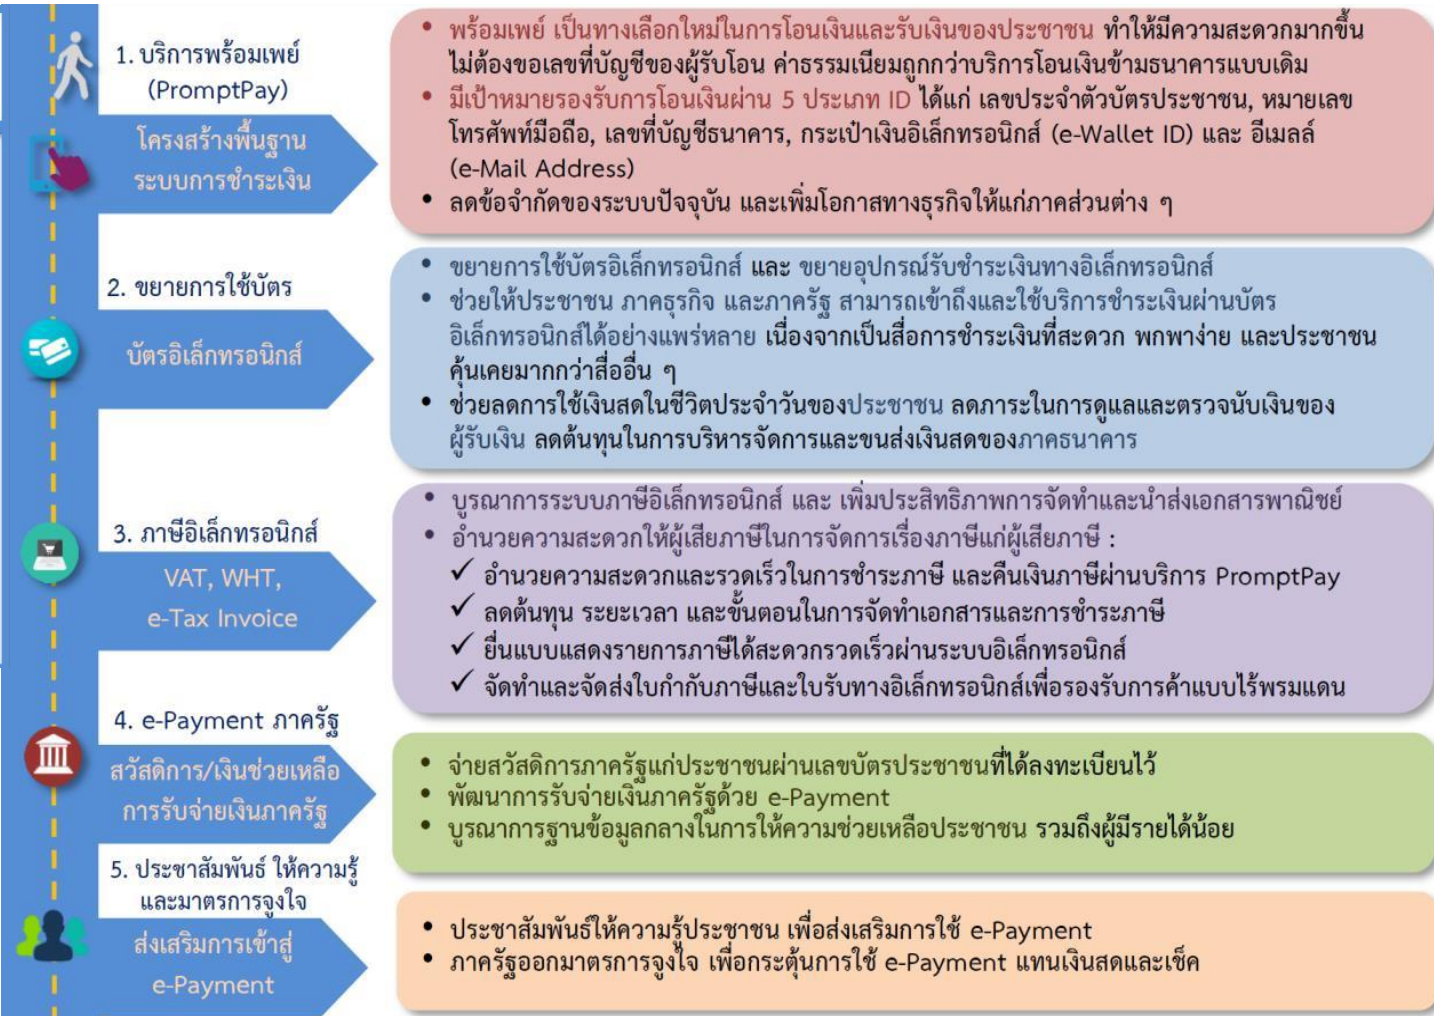 1. บริการพร้อมเพย์
(PromptPay)
โครงสร้างพื้นฐาน
ระบบการชำระเงิน
• พร้อมเพย์ เป็นทางเลือกใหม่ในการโอนเงินและรับเงินของประชาชน ทำให้มีความสะดวกมากขึ้น
ไม่ต้องขอเลขที่บัญชีของผู้รับโอน ค่าธรรมเนียมถูกกว่าบริการโอนเงินข้ามธนาคารแบบเดิม
• มีเป้าหมายรองรับการโอนเงินผ่าน 5 ประเภท ID ได้แก่ เลขประจำตัวบัตรประชาชน, หมายเลข
โทรศัพท์มือถือ, เลขที่บัญชีธนาคาร, กระเป๋าเงินอิเล็กทรอนิกส์ (e-Wallet ID) และ อีเมลล์
(e-Mail Address)
• ลดข้อจำกัดของระบบปัจจุบัน และเพิ่มโอกาสทางธุรกิจให้แก่ภาคส่วนต่าง ๆ
2. ขยายการใช้บัตร
บัตรอิเล็กทรอนิกส์
• ขยายการใช้บัตรอิเล็กทรอนิกส์ และ ขยายอุปกรณ์รับชำระเงินทางอิเล็กทรอนิกส์
• ช่วยให้ประชาชน ภาคธุรกิจ และภาครัฐ สามารถเข้าถึงและใช้บริการชำระเงินผ่านบัตร
อิเล็กทรอนิกส์ได้อย่างแพร่หลาย เนื่องจากเป็นสื่อการชำระเงินที่สะดวก พกพาง่าย และประชาชน
คุ้นเคยมากกว่าสื่ออื่น ๆ
• ช่วยลดการใช้เงินสดในชีวิตประจำวันของประชาชน ลดภาระในการดูแลและตรวจนับเงินของ
ผู้รับเงิน ลดต้นทุนในการบริหารจัดการและขนส่งเงินสดของภาคธนาคาร
3. ภาษีอิเล็กทรอนิกส์
VAT, WHT,
e-Tax Invoice
• บูรณาการระบบภาษีอิเล็กทรอนิกส์ และ เพิ่มประสิทธิภาพการจัดทำและนำส่งเอกสารพาณิชย์
• อำนวยความสะดวกให้ผู้เสียภาษีในการจัดการเรื่องภาษีแก่ผู้เสียภาษี :
✓ อำนวยความสะดวกและรวดเร็วในการชำระภาษี และคืนเงินภาษีผ่านบริการ PromptPay
✓ ลดต้นทุน ระยะเวลา และขั้นตอนในการจัดทำเอกสารและการชำระภาษี
✓ ยื่นแบบแสดงรายการภาษีได้สะดวกรวดเร็วผ่านระบบอิเล็กทรอนิกส์
✓ จัดทำและจัดส่งใบกำกับภาษีและใบรับทางอิเล็กทรอนิกส์เพื่อรองรับการค้าแบบไร้พรมแดน
4. e-Payment ภาครัฐ
สวัสดิการ/เงินช่วยเหลือ
การรับจ่ายเงินภาครัฐ
• จ่ายสวัสดิการภาครัฐแก่ประชาชนผ่านเลขบัตรประชาชนที่ได้ลงทะเบียนไว้
• พัฒนาการรับจ่ายเงินภาครัฐด้วย e-Payment
• บูรณาการฐานข้อมูลกลางในการให้ความช่วยเหลือประชาชน รวมถึงผู้มีรายได้น้อย
5. ประชาสัมพันธ์ ให้ความรู้
และมาตรการจูงใจ
ส่งเสริมการเข้าสู่
e-Payment
• ประชาสัมพันธ์ให้ความรู้ประชาชน เพื่อส่งเสริมการใช้ e-Payment
• ภาครัฐออกมาตรการจูงใจ เพื่อกระตุ้นการใช้ e-Payment แทนเงินสดและเช็ค